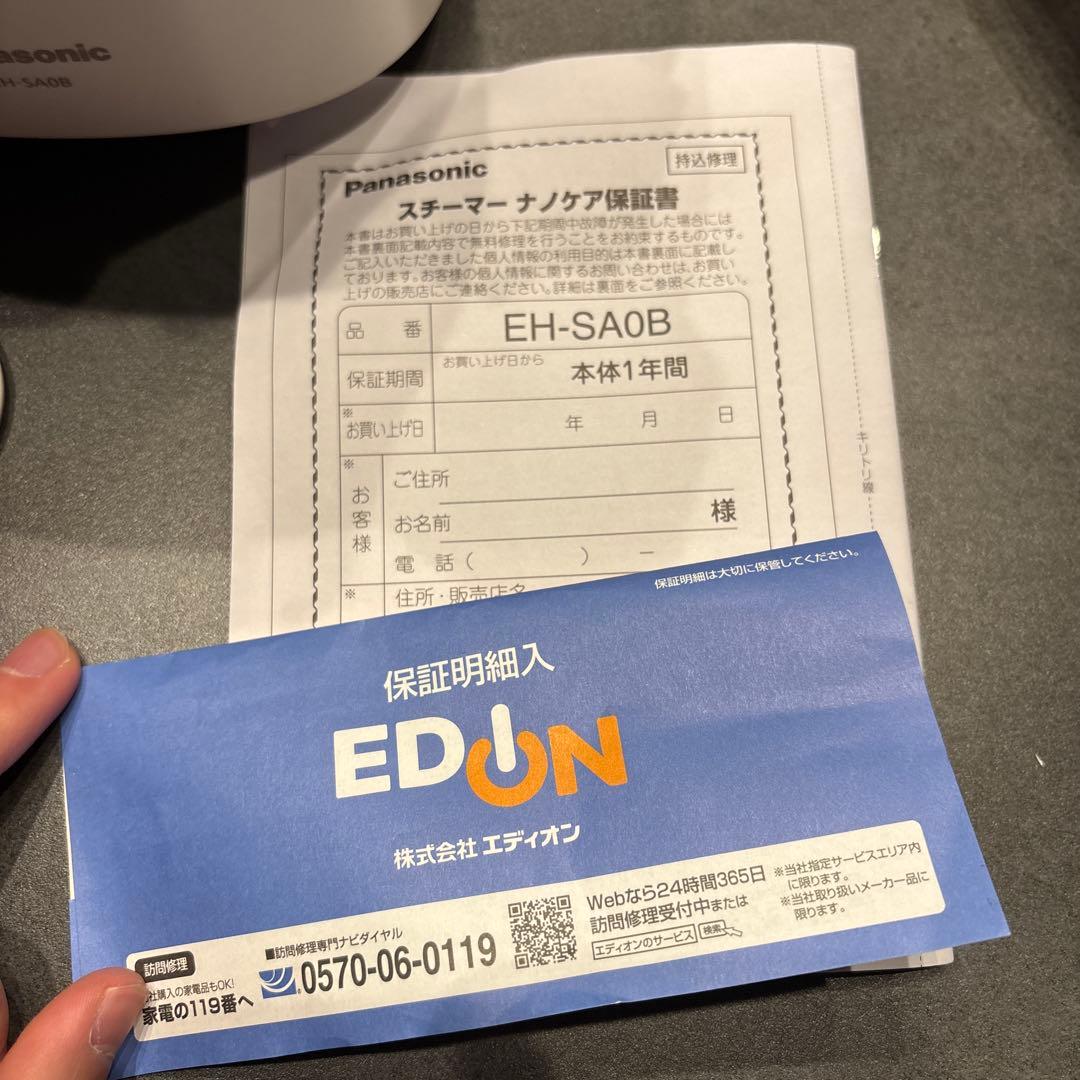 asonic
H-SA0B
Panasonic
持込修理
スチーマー ナノケア保証書
本書はお買い上げの日から下記期間中故障が発生した場合には
本書裏面記載内容で無料修理を行うことをお約束するものです。
ご記入いただきました個人情報の利用目的は本書裏面に記載し
ております。お客様の個人情報に関するお問い合わせは、お買い
上げの販売店にご連絡ください。詳細は裏面をご参照ください。
品 番 EH-SA0B
保証期間 お買い上げ日から 本体1年間
※お買い上げ日 年 月 日
※お客様
ご住所
お名前 様
電 話( ) ー
※ 住所・販売店名
キリトリ線
保証明細は大切に保管してください。
保証明細入
EDION
株式会社 エディオン
訪問修理
社購入の家電品もOK!
家電の119番へ
■訪問修理専門ナビダイヤル
0570-06-0119
Webなら24時間365日
訪問修理受付中または
エディオンのサービス 検索
※当社指定サービスエリア内
に限ります。
※当社取り扱いメーカー品に
限ります。